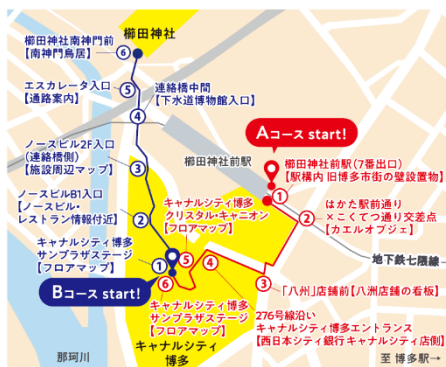 櫛田神社
櫛田神社南神門前
【南神門鳥居】
⑥
エスカレータ入口
【通路案内】
⑤
連絡橋中間
【下水道博物館入口】
④
Aコース start!
ノースビル2F入口
(連絡橋側)
【施設周辺マップ】
③
櫛田神社前駅
櫛田神社前駅(7番出口)
【駅構内 旧博多市街の壁設置物】
①
ノースビルB1入口
【ノースビル・
レストラン情報付近】
②
キャナルシティ博多
クリスタル・キャニオン
【フロアマップ】
⑤
はかた駅前通り
×こくてつ通り交差点
【カエルオブジェ】
②
地下鉄七隈線
キャナルシティ博多
サンプラザステージ
【フロアマップ】
①
④
Bコース start!
⑥
③
「八州」店舗前【八洲店舗の看板】
キャナルシティ博多
サンプラザステージ
【フロアマップ】
276号線沿い
キャナルシティ博多エントランス
【西日本シティ銀行 キャナルシティ店側】
キャナルシティ
博多
那珂川
至 博多駅→